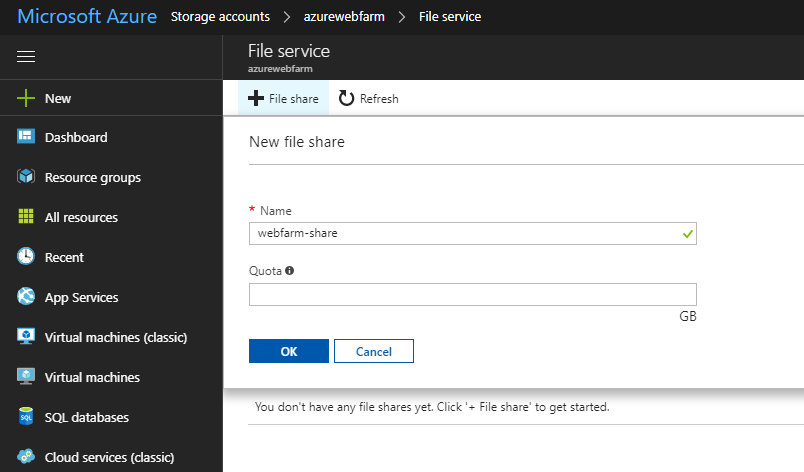 Microsoft Azure Storage accounts > azurewebfarm > File service
File service
azurewebfarm
New
+ File share Refresh
Dashboard
Resource groups
All resources
Recent
App Services
Virtual machines (classic)
Virtual machines
SQL databases
Cloud services (classic)
New file share
* Name
webfarm-share
Quota
GB
OK Cancel
You don't have any file shares yet. Click '+ File share' to get started.